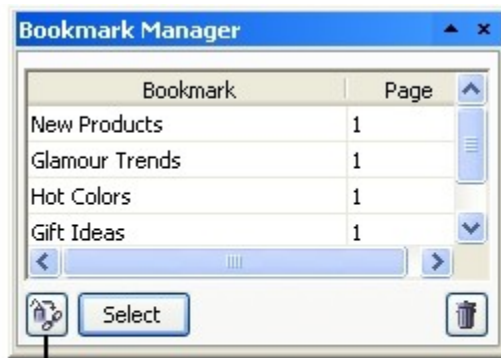 Bookmark Manager
Bookmark Page
New Products 1
Glamour Trends 1
Hot Colors 1
Gift Ideas 1
Select